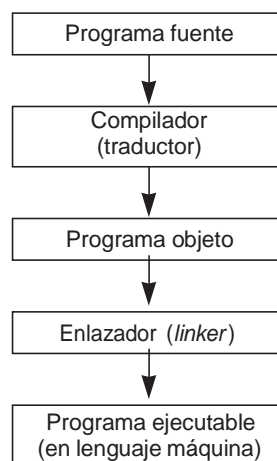 Programa fuente
Compilador
(traductor)
Programa objeto
Enlazador (linker)
Programa ejecutable
(en lenguaje máquina)